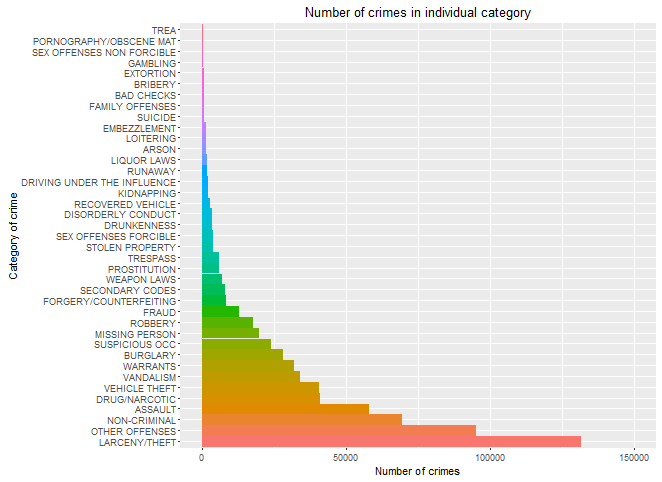 Number of crimes in individual category
TREA
PORNOGRAPHY/OBSCENE MAT
SEX OFFENSES NON FORCIBLE
GAMBLING
EXTORTION
BRIBERY
BAD CHECKS
FAMILY OFFENSES
SUICIDE
EMBEZZLEMENT
LOITERING
ARSON
LIQUOR LAWS
RUNAWAY
DRIVING UNDER THE INFLUENCE
KIDNAPPING
RECOVERED VEHICLE
DISORDERLY CONDUCT
DRUNKENNESS
SEX OFFENSES FORCIBLE
STOLEN PROPERTY
TRESPASS
PROSTITUTION
WEAPON LAWS
SECONDARY CODES
FORGERY/COUNTERFEITING
FRAUD
ROBBERY
MISSING PERSON
SUSPICIOUS OCC
BURGLARY
WARRANTS
VANDALISM
VEHICLE THEFT
DRUG/NARCOTIC
ASSAULT
NON-CRIMINAL
OTHER OFFENSES
LARCENY/THEFT
Category of crime
0 50000 100000 150000
Number of crimes